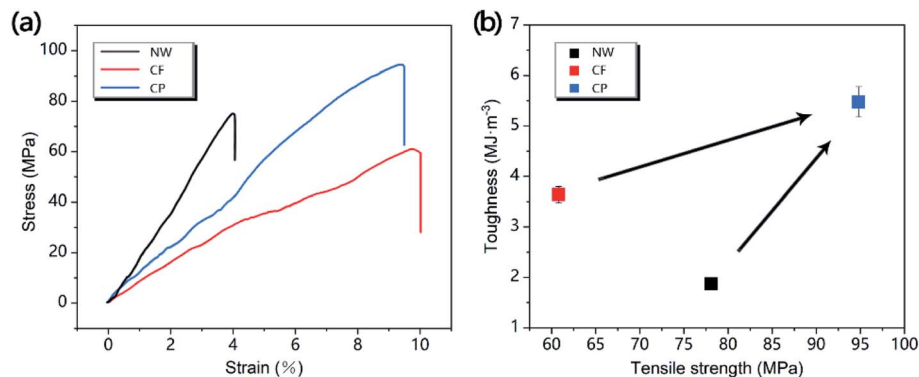 (a)
NW
CF
CP
100
80
60
40
20
0
Stress (MPa)
0 2 4 6 8 10
Strain (%)
(b)
NW
CF
CP
7
6
5
4
3
2
1
Toughness (MJ·m⁻³)
60 65 70 75 80 85 90 95 100
Tensile strength (MPa)